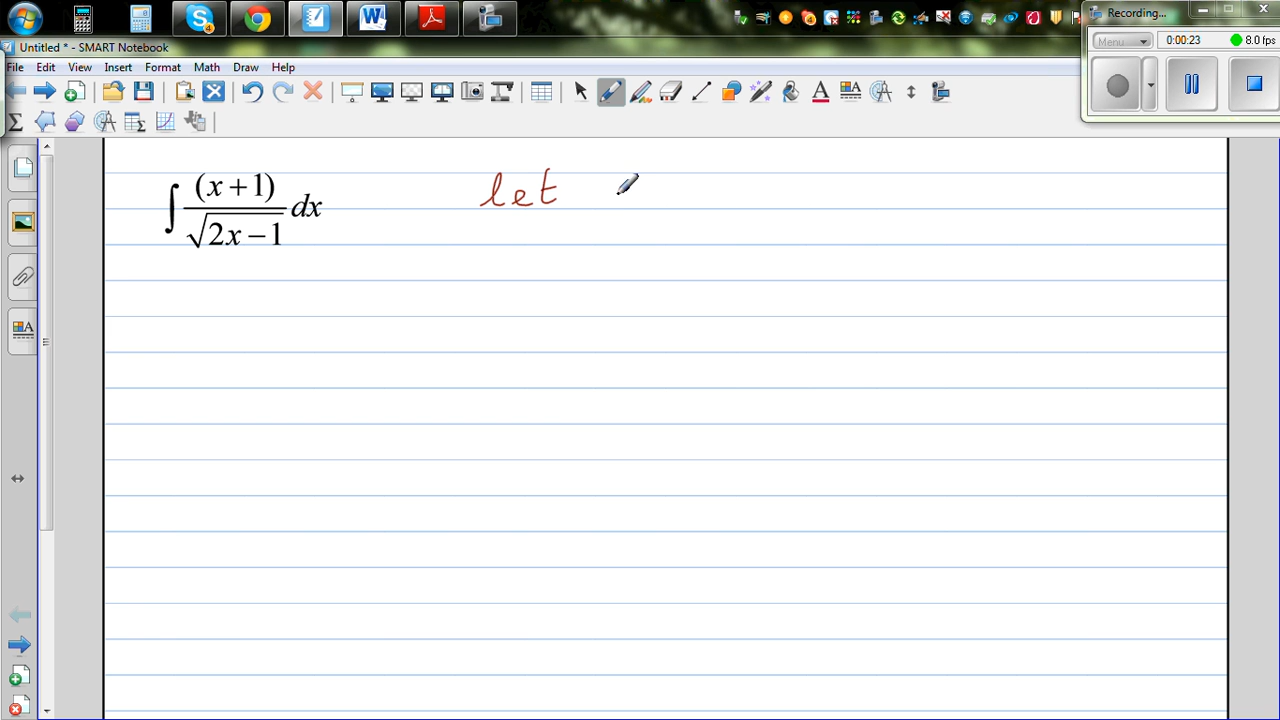 Recording...
Untitled * - SMART Notebook
Menu 0:00:23 8.0 fps
File Edit View Insert Format Math Draw Help
∫ (x+1)/√(2x−1) dx let